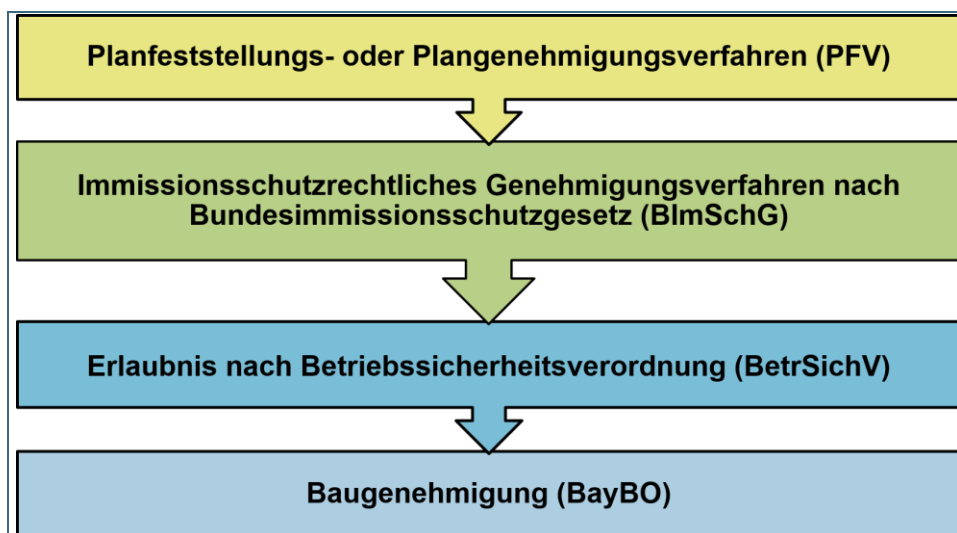 Planfeststellungs- oder Plangenehmigungsverfahren (PFV)
Immissionsschutzrechtliches Genehmigungsverfahren nach
Bundesimmissionsschutzgesetz (BImSchG)
Erlaubnis nach Betriebssicherheitsverordnung (BetrSichV)
Baugenehmigung (BayBO)